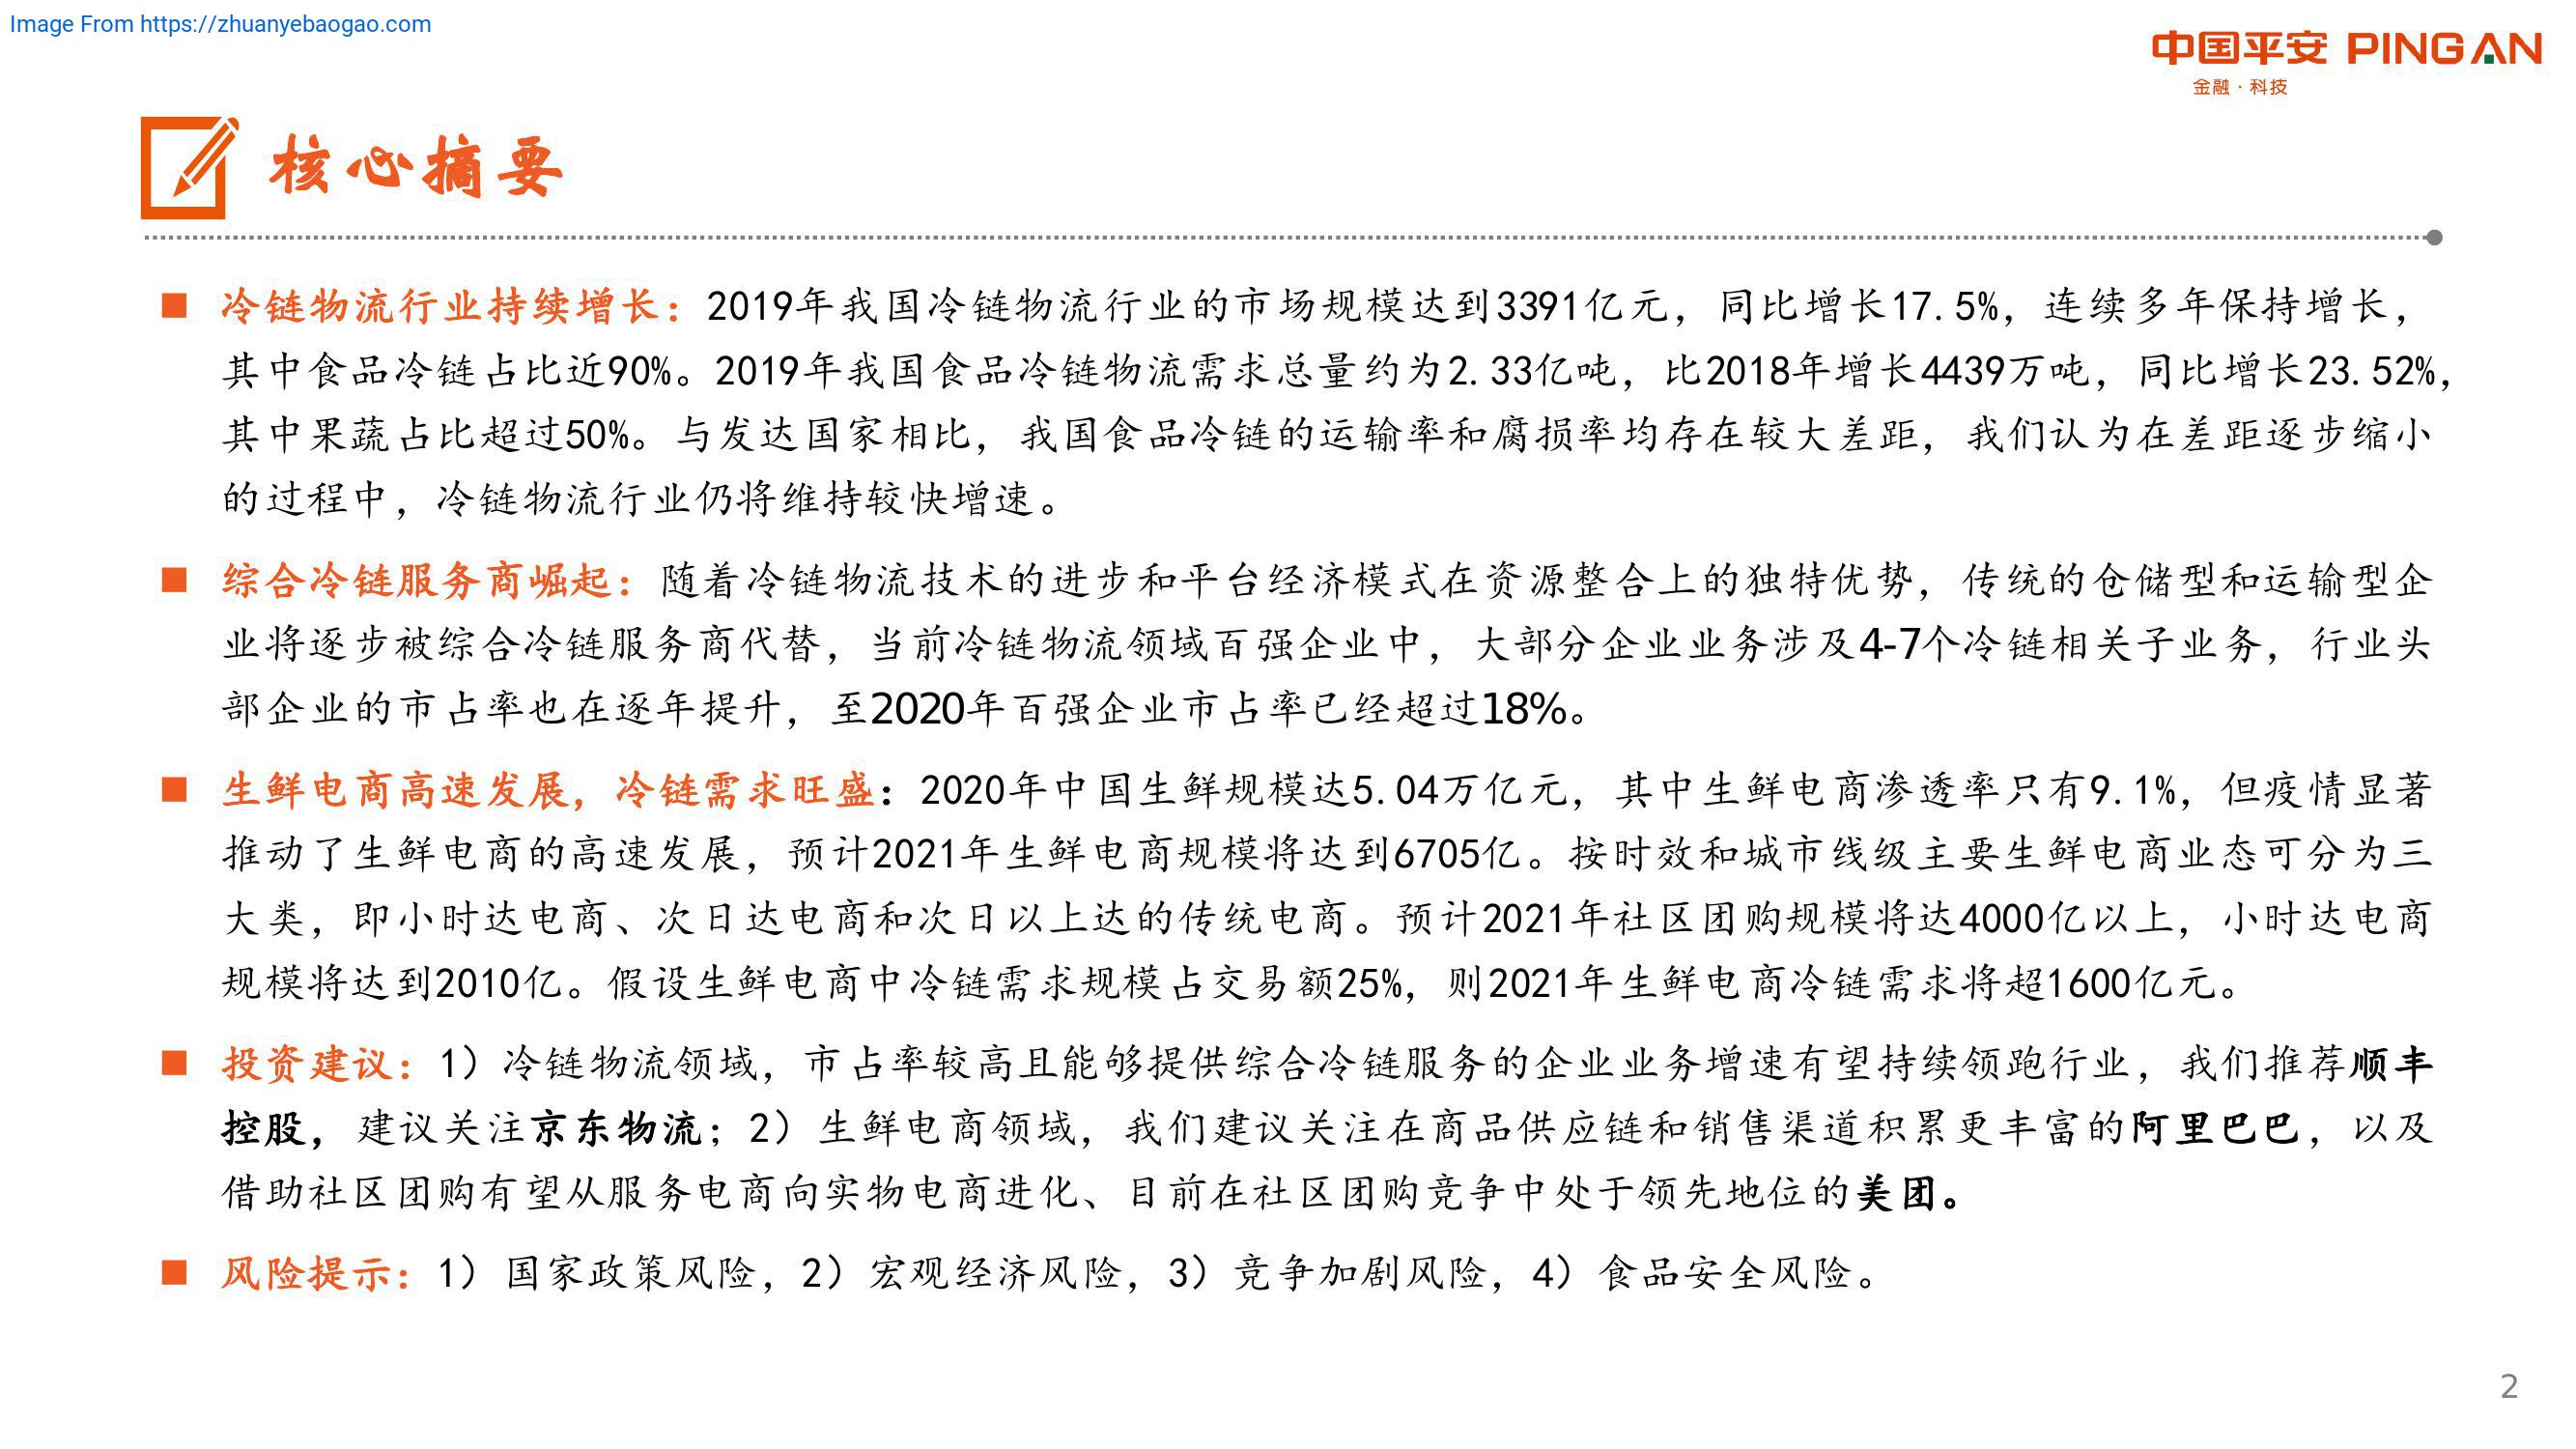 Image From https://zhuanyebaogao.com
中国平安 PINGAN
金融·科技
核心摘要
■ 冷链物流行业持续增长：2019年我国冷链物流行业的市场规模达到3391亿元，同比增长17.5%，连续多年保持增长，
其中食品冷链占比近90%。2019年我国食品冷链物流需求总量约为2.33亿吨，比2018年增长4439万吨，同比增长23.52%，
其中果蔬占比超过50%。与发达国家相比，我国食品冷链的运输率和腐损率均存在较大差距，我们认为在差距逐步缩小
的过程中，冷链物流行业仍将维持较快增速。
■ 综合冷链服务商崛起：随着冷链物流技术的进步和平台经济模式在资源整合上的独特优势，传统的仓储型和运输型企
业将逐步被综合冷链服务商代替，当前冷链物流领域百强企业中，大部分企业业务涉及4-7个冷链相关子业务，行业头
部企业的市占率也在逐年提升，至2020年百强企业市占率已经超过18%。
■ 生鲜电商高速发展，冷链需求旺盛：2020年中国生鲜规模达5.04万亿元，其中生鲜电商渗透率只有9.1%，但疫情显著
推动了生鲜电商的高速发展，预计2021年生鲜电商规模将达到6705亿。按时效和城市线级主要生鲜电商业态可分为三
大类，即小时达电商、次日达电商和次日以上达的传统电商。预计2021年社区团购规模将达4000亿以上，小时达电商
规模将达到2010亿。假设生鲜电商中冷链需求规模占交易额25%，则2021年生鲜电商冷链需求将超1600亿元。
■ 投资建议：1）冷链物流领域，市占率较高且能够提供综合冷链服务的企业业务增速有望持续领跑行业，我们推荐顺丰
控股，建议关注京东物流；2）生鲜电商领域，我们建议关注在商品供应链和销售渠道积累更丰富的阿里巴巴，以及
借助社区团购有望从服务电商向实物电商进化、目前在社区团购竞争中处于领先地位的美团。
■ 风险提示：1）国家政策风险，2）宏观经济风险，3）竞争加剧风险，4）食品安全风险。
2